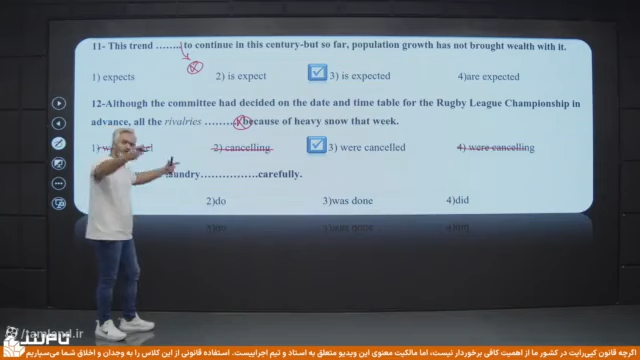 11- This trend …….. to continue in this century-but so far, population growth has not brought wealth with it.
1) expects 2) is expect 3) is expected 4)are expected
12-Although the committee had decided on the date and time table for the Rugby League Championship in
advance, all the rivalries ……… because of heavy snow that week.
2) cancelling 3) were cancelled 4) were cancelling
laundry……………carefully.
2)do 3)was done 4)did
tamland.ir
تام‌لند
اگرچه قانون کپی‌رایت در کشور ما از اهمیت کافی برخوردار نیست، اما مالکیت معنوی این ویدیو متعلق به استاد و تیم اجراییست. استفاده قانونی از این کلاس را به وجدان و اخلاق شما می‌سپاریم